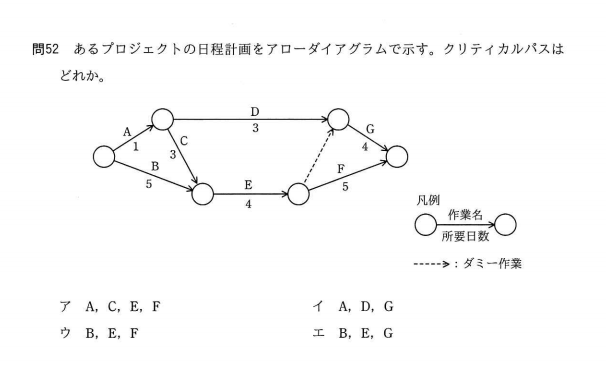 問52　あるプロジェクトの日程計画をアローダイアグラムで示す。クリティカルパスは
どれか。
D
3
A
1
C
3
G
4
B
5
E
4
F
5
凡例
作業名
所要日数
：ダミー作業
ア　A，C，E，F
イ　A，D，G
ウ　B，E，F
エ　B，E，G